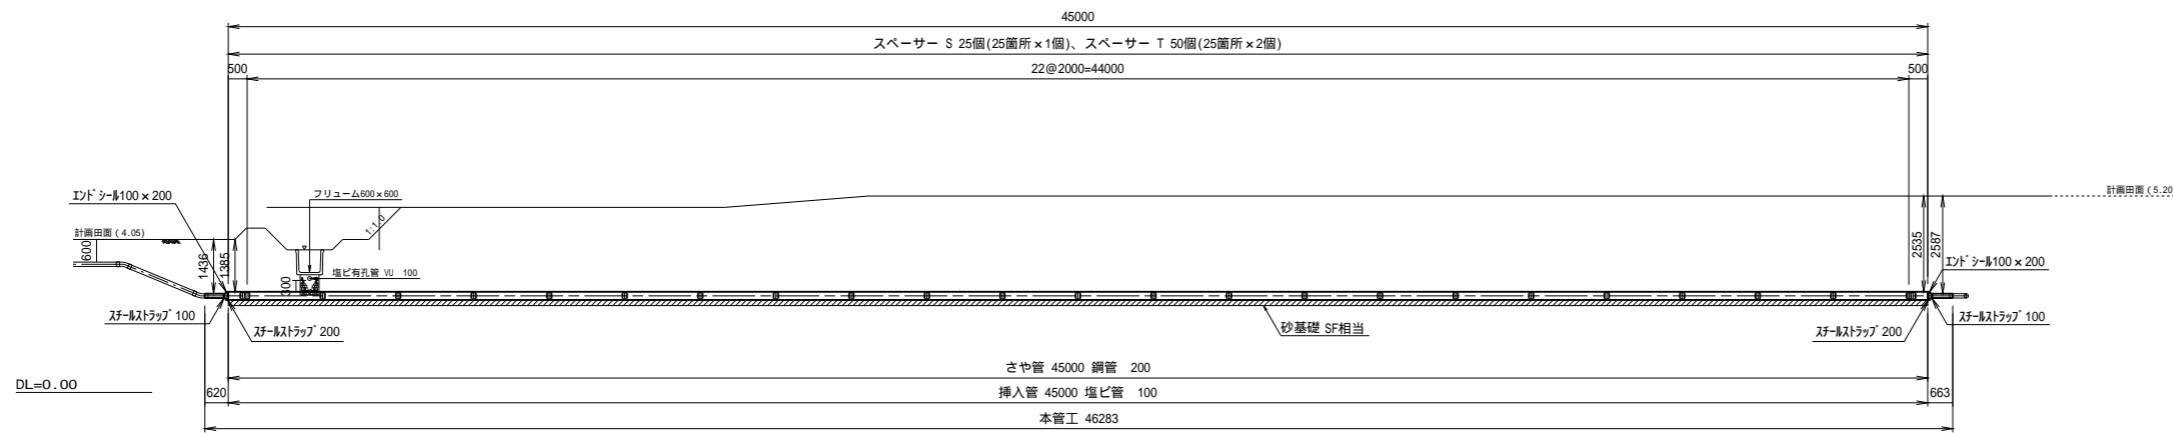 45000
スペーサー S 25個(25箇所×1個)、スペーサー T 50個(25箇所×2個)
500
22@2000=44000
500
エンドシール100×200
フリューム600×600
計画田面 (5.20
計画田面 (4.05)
1:1.0
600
1436
1385
2535
2587
塩ビ有孔管 VU 100
300
エンドシール100×200
スチールストラップ 100
スチールストラップ 200
砂基礎 SF相当
スチールストラップ 200
スチールストラップ 100
さや管 45000 鋼管 200
DL=0.00
620
挿入管 45000 塩ビ管 100
663
本管工 46283